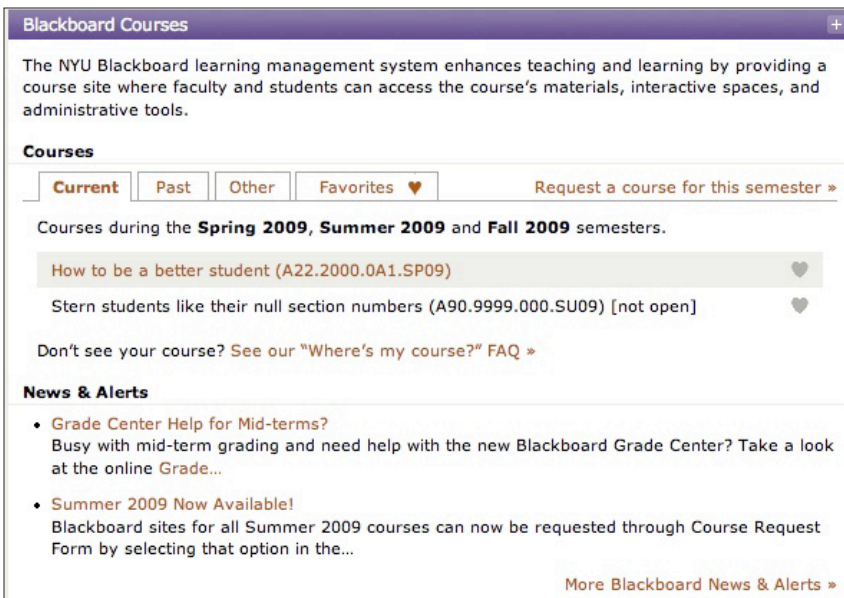 Blackboard Courses
The NYU Blackboard learning management system enhances teaching and learning by providing a
course site where faculty and students can access the course's materials, interactive spaces, and
administrative tools.
Courses
Current Past Other Favorites ♥ Request a course for this semester »
Courses during the Spring 2009, Summer 2009 and Fall 2009 semesters.
How to be a better student (A22.2000.0A1.SP09)
Stern students like their null section numbers (A90.9999.000.SU09) [not open]
Don't see your course? See our "Where's my course?" FAQ »
News & Alerts
• Grade Center Help for Mid-terms?
Busy with mid-term grading and need help with the new Blackboard Grade Center? Take a look
at the online Grade...
• Summer 2009 Now Available!
Blackboard sites for all Summer 2009 courses can now be requested through Course Request
Form by selecting that option in the...
More Blackboard News & Alerts »